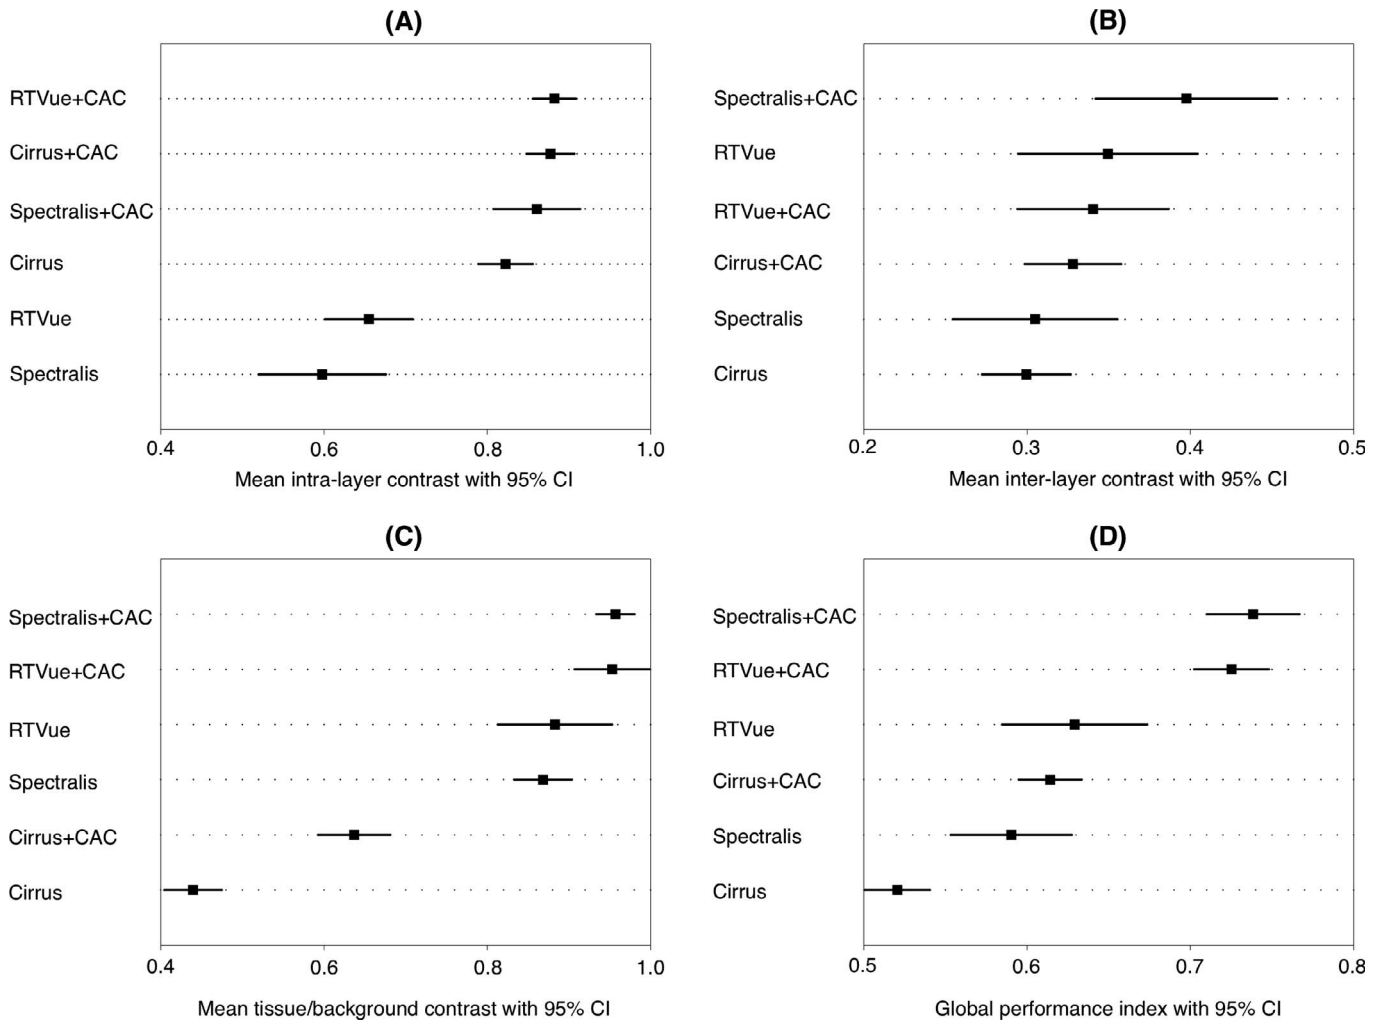 (A)
RTVue+CAC
Cirrus+CAC
Spectralis+CAC
Cirrus
RTVue
Spectralis
0.4 0.6 0.8 1.0
Mean intra-layer contrast with 95% CI
(B)
Spectralis+CAC
RTVue
RTVue+CAC
Cirrus+CAC
Spectralis
Cirrus
0.2 0.3 0.4 0.5
Mean inter-layer contrast with 95% CI
(C)
Spectralis+CAC
RTVue+CAC
RTVue
Spectralis
Cirrus+CAC
Cirrus
0.4 0.6 0.8 1.0
Mean tissue/background contrast with 95% CI
(D)
Spectralis+CAC
RTVue+CAC
RTVue
Cirrus+CAC
Spectralis
Cirrus
0.5 0.6 0.7 0.8
Global performance index with 95% CI